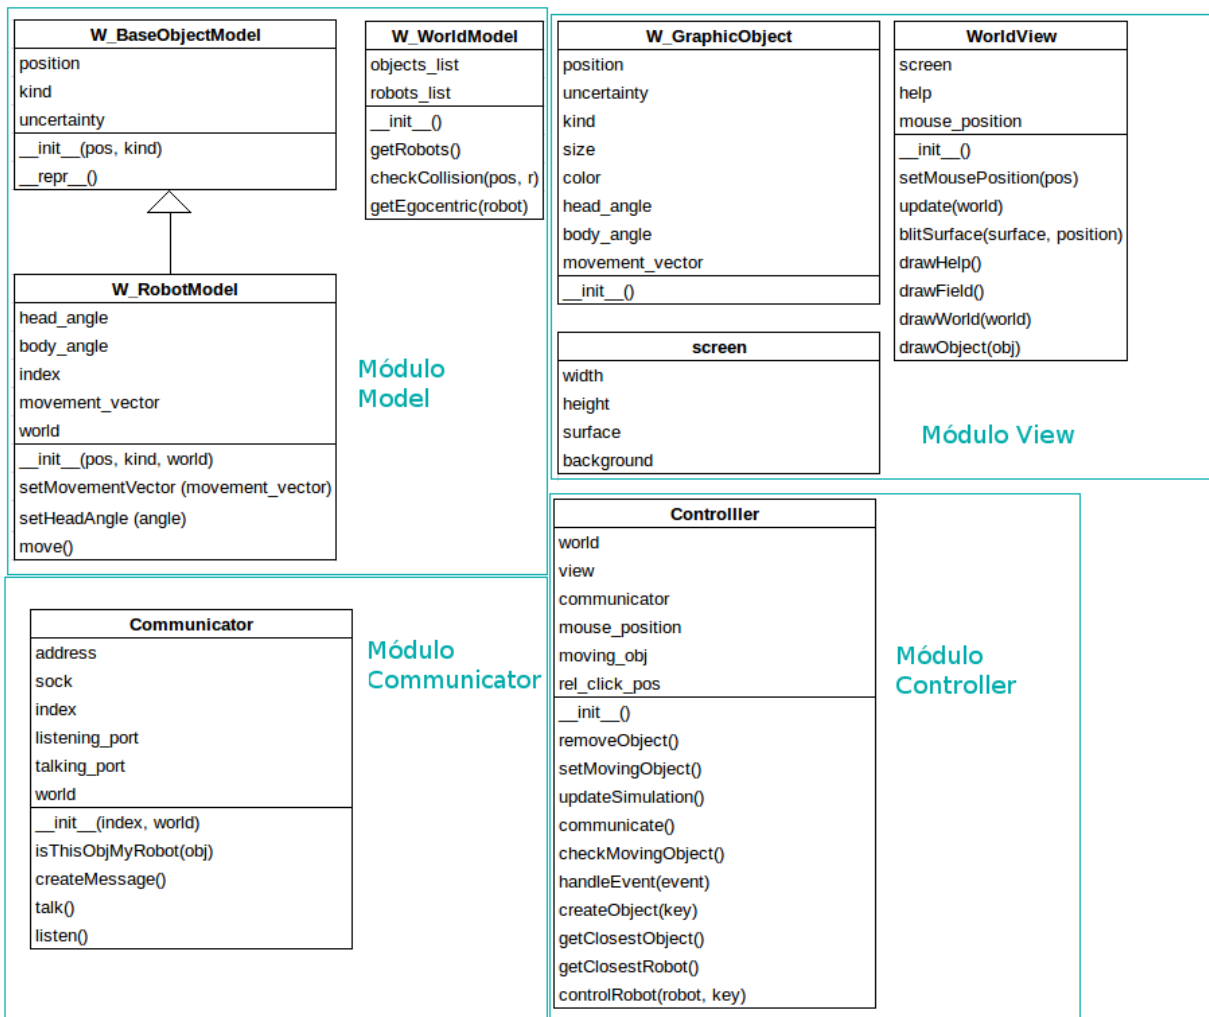 W_BaseObjectModel
position
kind
uncertainty
__init__(pos, kind)
__repr__()
W_WorldModel
objects_list
robots_list
__init__()
getRobots()
checkCollision(pos, r)
getEgocentric(robot)
W_RobotModel
head_angle
body_angle
index
movement_vector
world
__init__(pos, kind, world)
setMovementVector (movement_vector)
setHeadAngle (angle)
move()
Módulo
Model
W_GraphicObject
position
uncertainty
kind
size
color
head_angle
body_angle
movement_vector
__init__()
WorldView
screen
help
mouse_position
__init__()
setMousePosition(pos)
update(world)
blitSurface(surface, position)
drawHelp()
drawField()
drawWorld(world)
drawObject(obj)
screen
width
height
surface
background
Módulo View
Communicator
address
sock
index
listening_port
talking_port
world
__init__(index, world)
isThisObjMyRobot(obj)
createMessage()
talk()
listen()
Módulo
Communicator
Controlller
world
view
communicator
mouse_position
moving_obj
rel_click_pos
__init__()
removeObject()
setMovingObject()
updateSimulation()
communicate()
checkMovingObject()
handleEvent(event)
createObject(key)
getClosestObject()
getClosestRobot()
controlRobot(robot, key)
Módulo
Controller